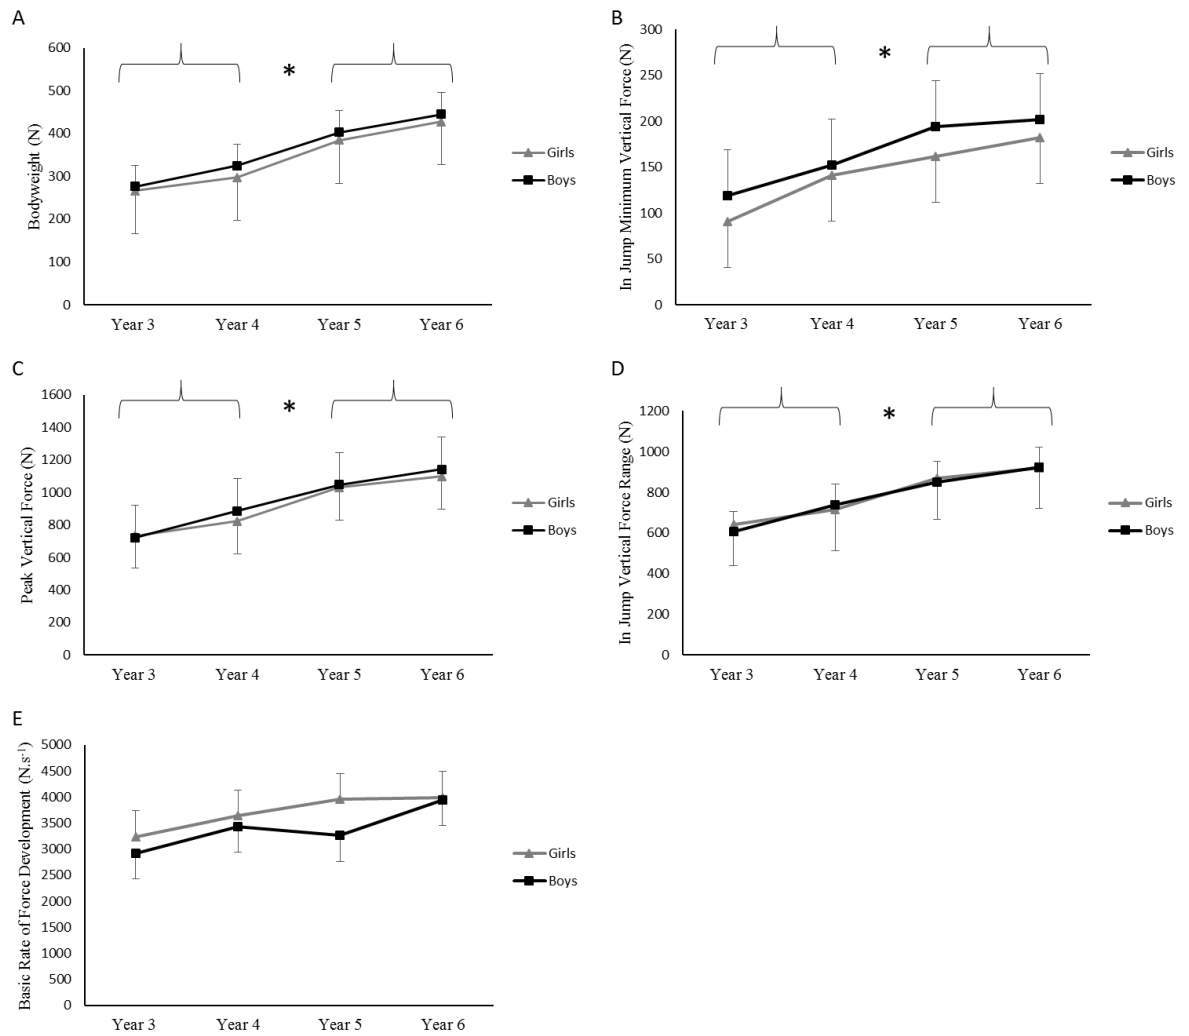 A
Bodyweight (N)
600
500
400
300
200
100
0
*
Year 3 Year 4 Year 5 Year 6
Girls
Boys
B
In Jump Minimum Vertical Force (N)
300
250
200
150
100
50
0
*
Year 3 Year 4 Year 5 Year 6
Girls
Boys
C
Peak Vertical Force (N)
1600
1400
1200
1000
800
600
400
200
0
*
Year 3 Year 4 Year 5 Year 6
Girls
Boys
D
In Jump Vertical Force Range (N)
1200
1000
800
600
400
200
0
*
Year 3 Year 4 Year 5 Year 6
Girls
Boys
E
Basic Rate of Force Development (N.s⁻¹)
5000
4500
4000
3500
3000
2500
2000
1500
1000
500
0
Year 3 Year 4 Year 5 Year 6
Girls
Boys